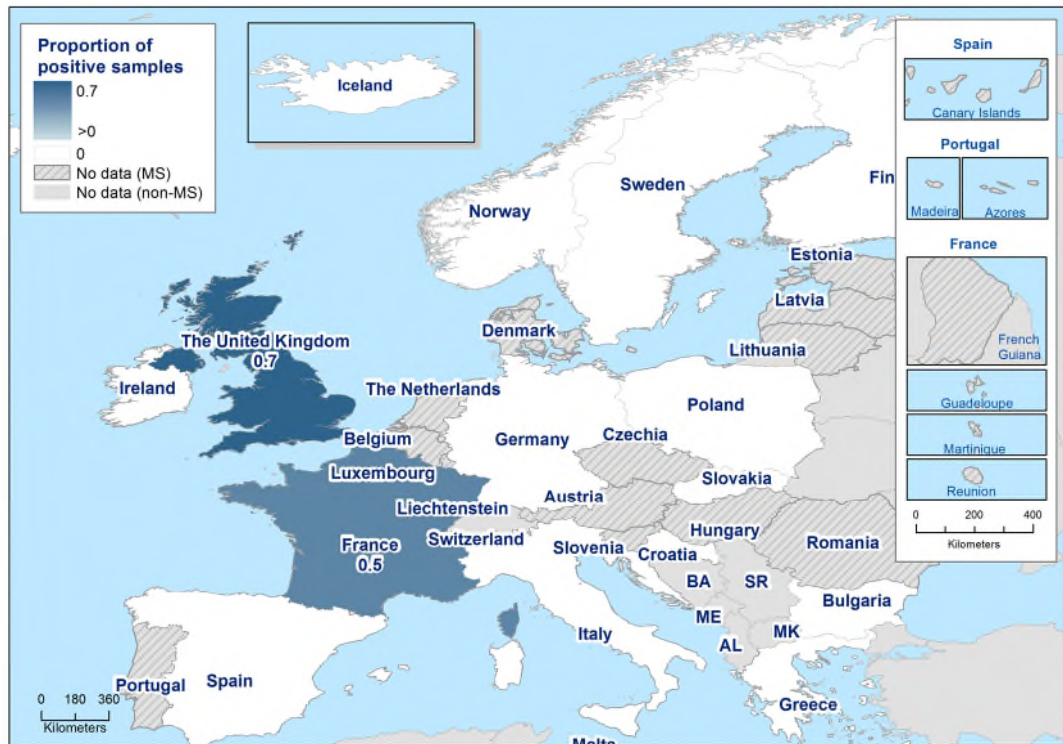 Proportion of
positive samples
0.7
>0
0
No data (MS)
No data (non-MS)
Iceland
Spain
Canary Islands
Portugal
Madeira
Azores
France
French
Guiana
Guadeloupe
Martinique
Reunion
0 200 400
Kilometers
Norway
Sweden
Fin
Estonia
Latvia
Denmark
Lithuania
The United Kingdom
0.7
Ireland
The Netherlands
Poland
Belgium
Germany
Czechia
Luxembourg
Slovakia
Austria
Liechtenstein
Hungary
Switzerland
Slovenia
Romania
France
0.5
Croatia
BA
SR
Bulgaria
ME
MK
Italy
AL
Portugal
Spain
Greece
0 180 360
Kilometers
Malta